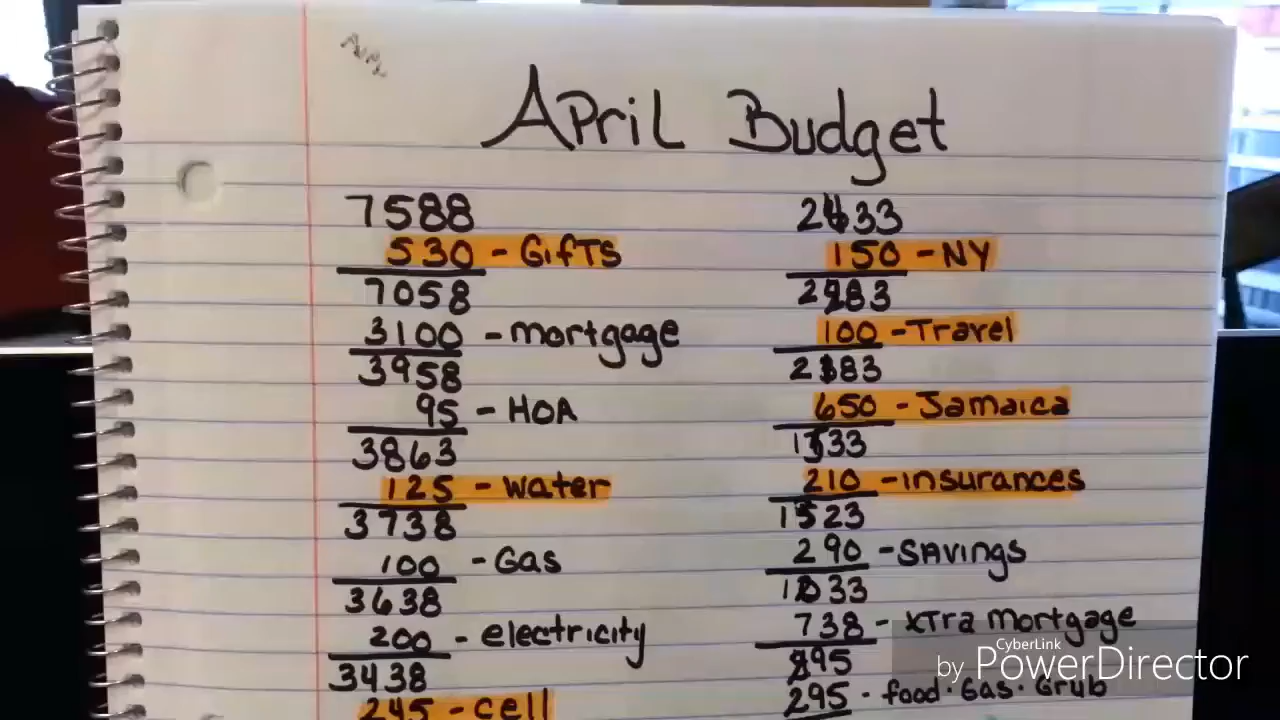 April
April Budget
7588
530 - Gifts
7058
3100 - mortgage
3958
95 - HOA
3863
125 - water
3738
100 - Gas
3638
200 - electricity
3438
245 - cell
2433
150 - NY
2283
100 - Travel
2183
650 - Jamaica
1533
210 - insurances
1323
290 - SAvings
1033
738 - xTra mortgage
295
295 - food · Gas · Grub
CyberLink
by PowerDirector